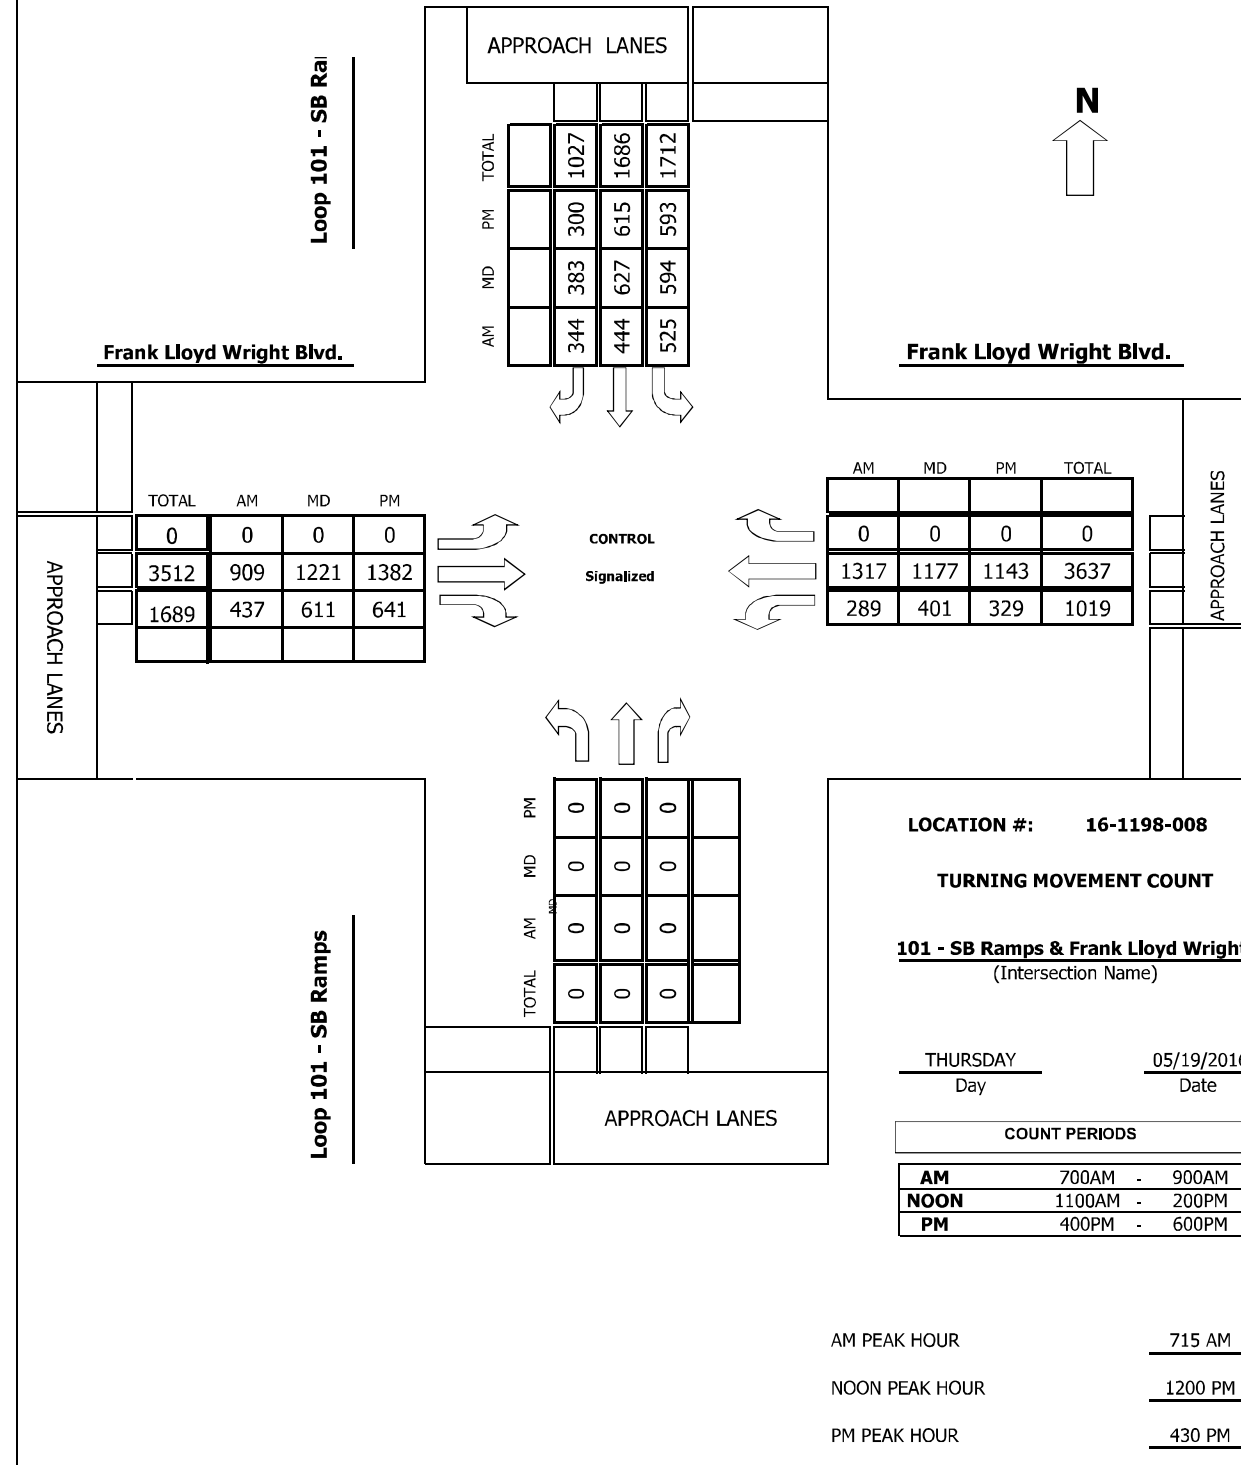 APPROACH LANES
Loop 101 - SB Ra
N
TOTAL 1027 1686 1712
PM 300 615 593
MD 383 627 594
AM 344 444 525
Frank Lloyd Wright Blvd.
Frank Lloyd Wright Blvd.
AM MD PM TOTAL
0 0 0 0
1317 1177 1143 3637
289 401 329 1019
APPROACH LANES
TOTAL AM MD PM
0 0 0 0
3512 909 1221 1382
1689 437 611 641
APPROACH LANES
CONTROL
Signalized
PM 0 0 0
MD 0 0 0
MD
AM 0 0 0
TOTAL 0 0 0
APPROACH LANES
Loop 101 - SB Ramps
LOCATION #: 16-1198-008
TURNING MOVEMENT COUNT
101 - SB Ramps & Frank Lloyd Wright
(Intersection Name)
THURSDAY 05/19/2016
Day Date
COUNT PERIODS
AM 700AM - 900AM
NOON 1100AM - 200PM
PM 400PM - 600PM
AM PEAK HOUR 715 AM
NOON PEAK HOUR 1200 PM
PM PEAK HOUR 430 PM